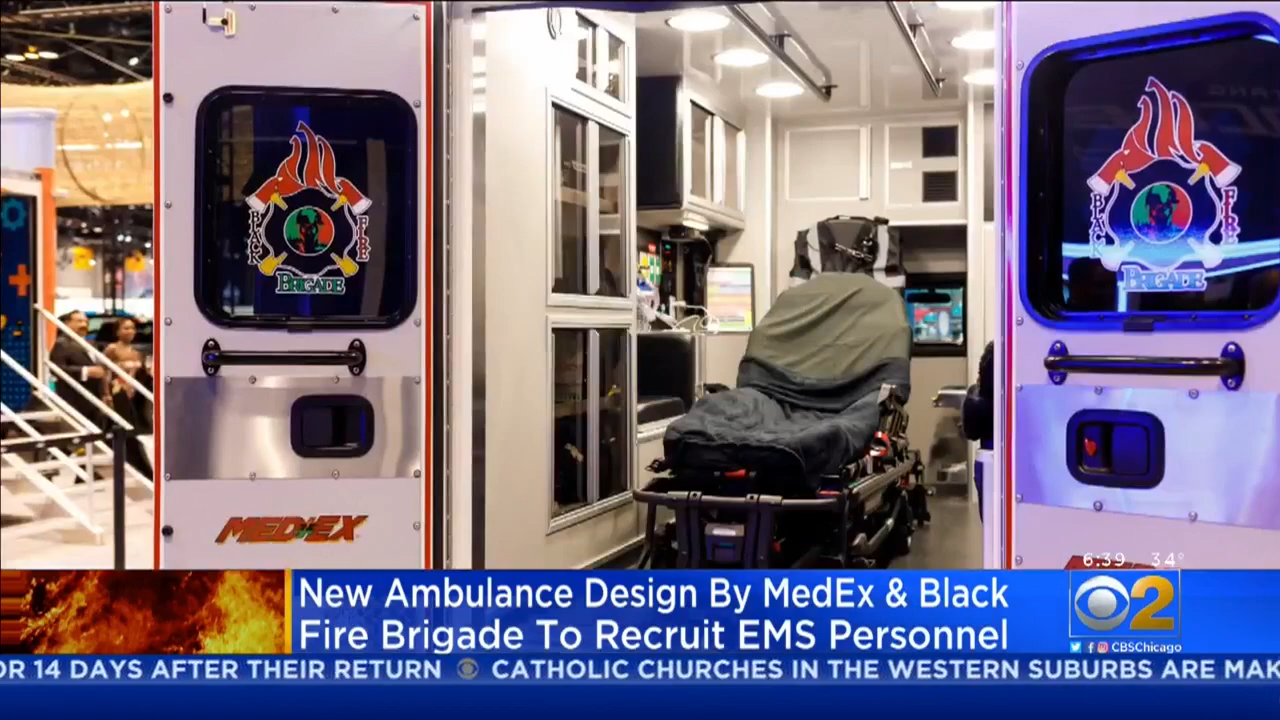 BLACK
FIRE
BRIGADE
BLACK
FIRE
BRIGADE
MED EX
6:39 34°
New Ambulance Design By MedEx & Black
Fire Brigade To Recruit EMS Personnel
2
CBSChicago
OR 14 DAYS AFTER THEIR RETURN CATHOLIC CHURCHES IN THE WESTERN SUBURBS ARE MAK